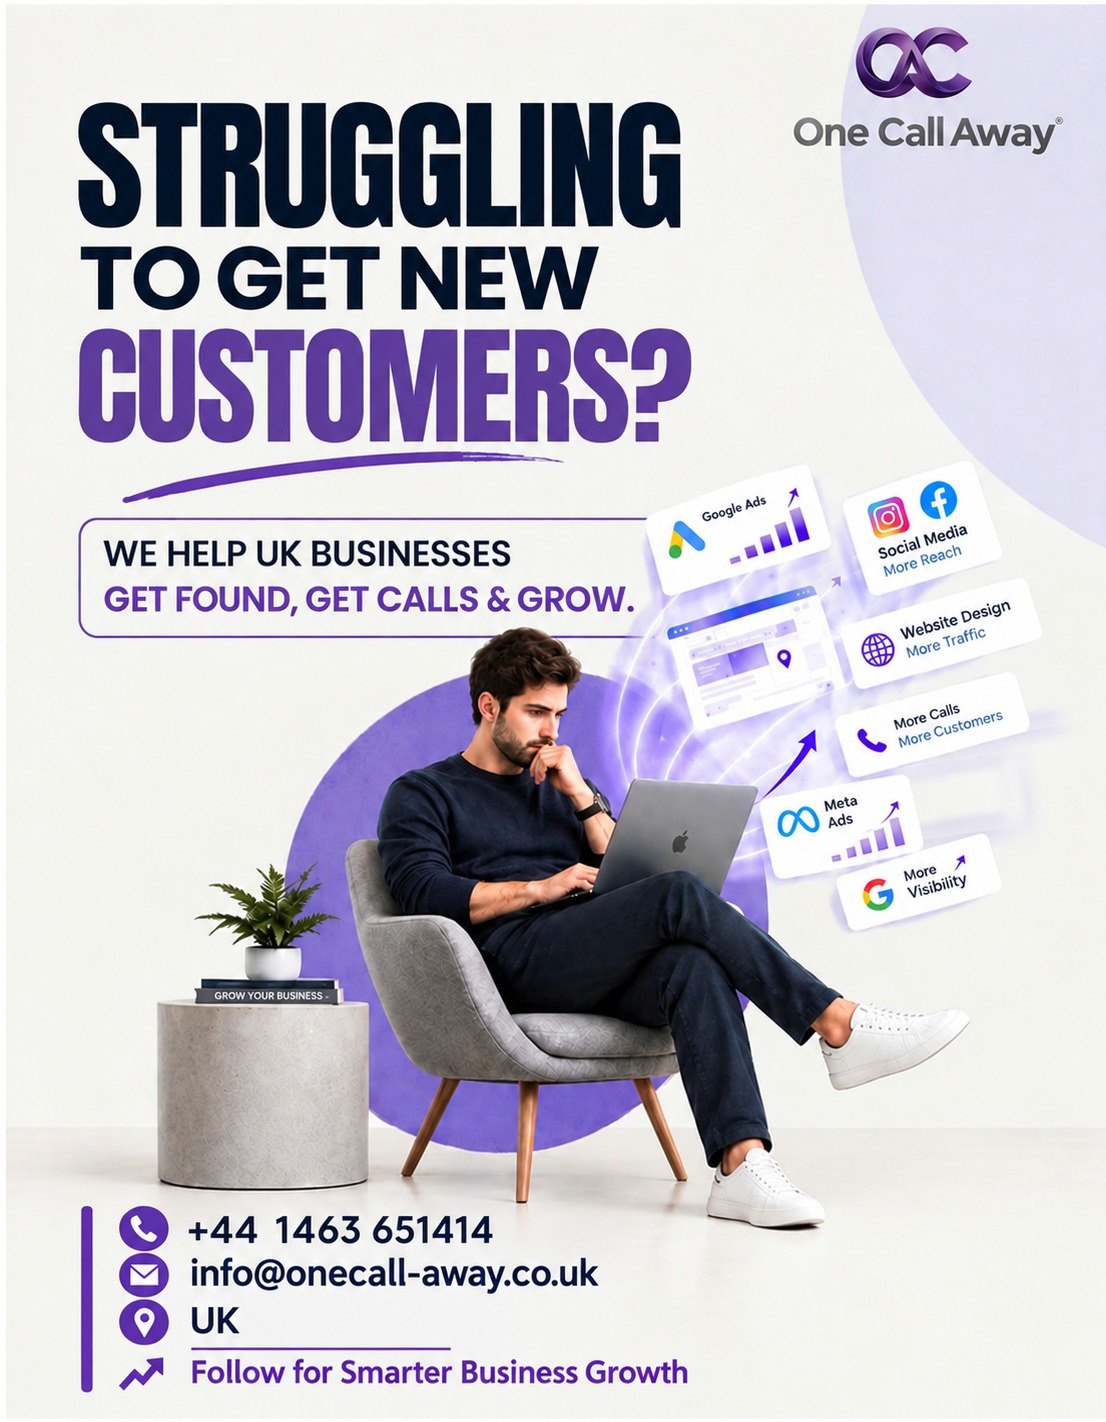 OAC
One Call Away®
STRUGGLING
TO GET NEW
CUSTOMERS?
WE HELP UK BUSINESSES
GET FOUND, GET CALLS & GROW.
Google Ads
Social Media
More Reach
Website Design
More Traffic
More Calls
More Customers
Meta
Ads
More
Visibility
GROW YOUR BUSINESS -
+44 1463 651414
info@onecall-away.co.uk
UK
Follow for Smarter Business Growth